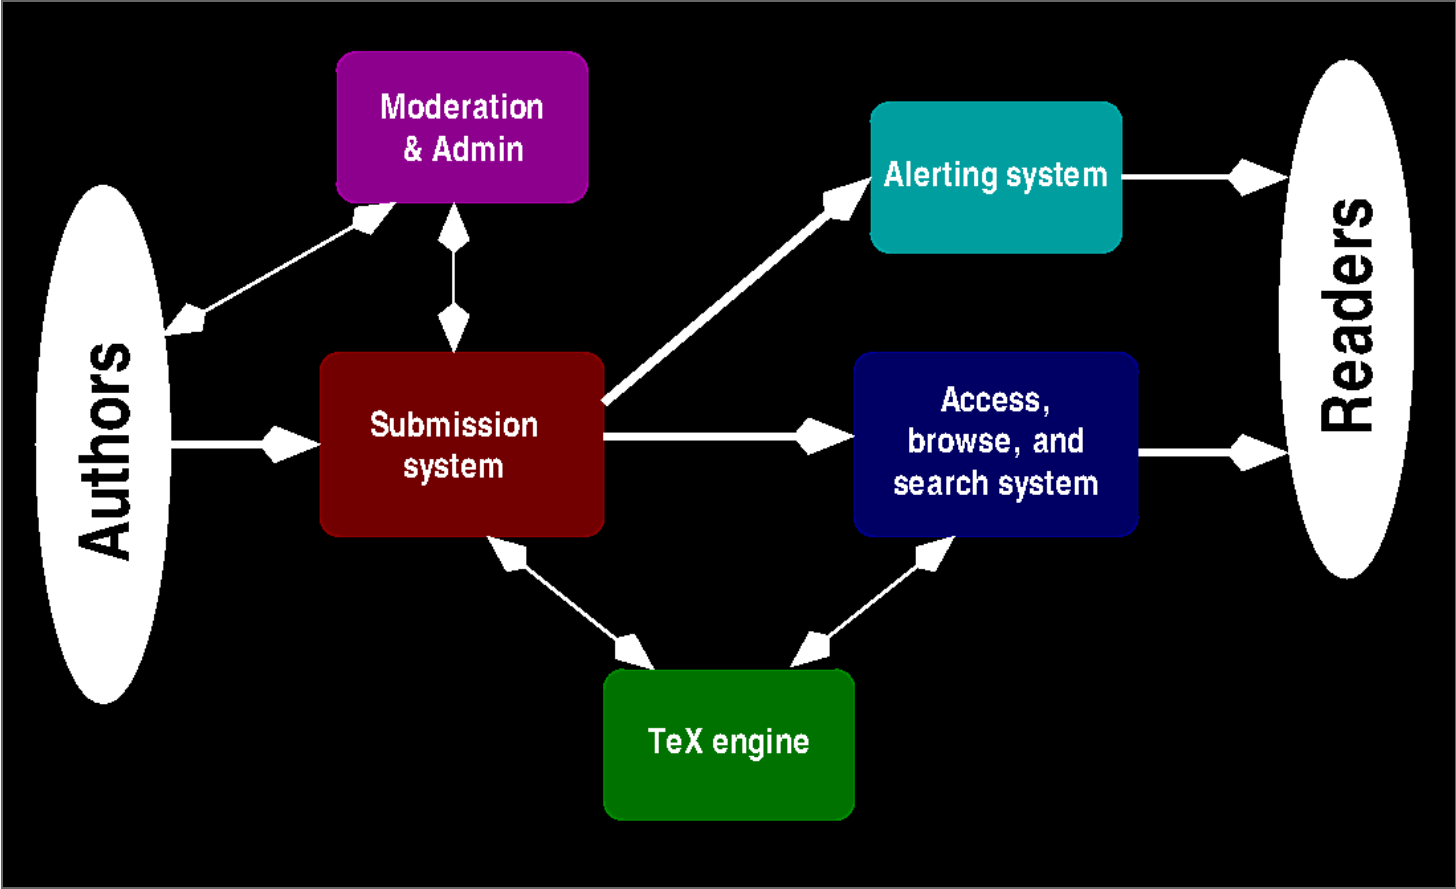 Moderation
& Admin
Alerting system
Authors
Submission
system
Access,
browse, and
search system
Readers
TeX engine